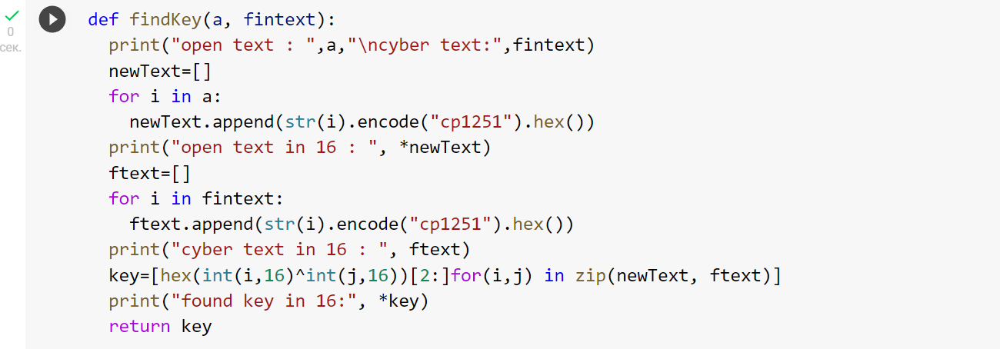 def findKey(a, fintext):
  print("open text : ",a,"\ncyber text:",fintext)
  newText=[]
  for i in a:
    newText.append(str(i).encode("cp1251").hex())
  print("open text in 16 : ", *newText)
  ftext=[]
  for i in fintext:
    ftext.append(str(i).encode("cp1251").hex())
  print("cyber text in 16 : ", ftext)
  key=[hex(int(i,16)^int(j,16))[2:]for(i,j) in zip(newText, ftext)]
  print("found key in 16:", *key)
  return key
0
сек.